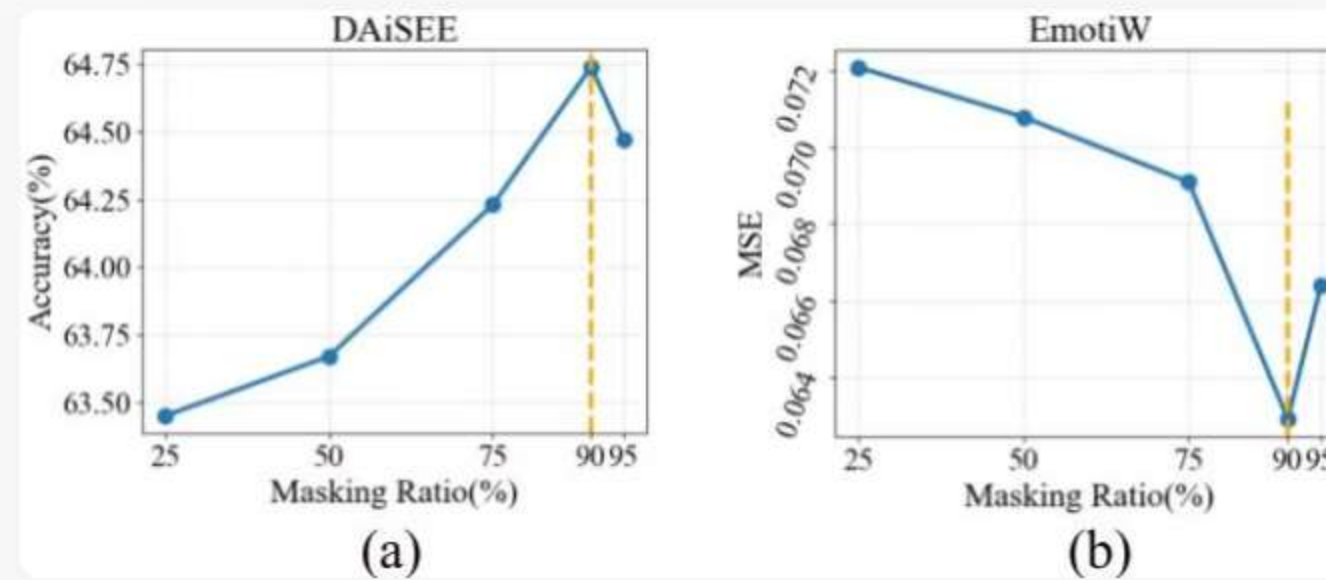 DAiSEE
Accuracy(%)
64.75
64.50
64.25
64.00
63.75
63.50
25 50 75 90 95
Masking Ratio(%)
(a)
EmotiW
MSE
0.072
0.070
0.068
0.066
0.064
25 50 75 90 95
Masking Ratio(%)
(b)